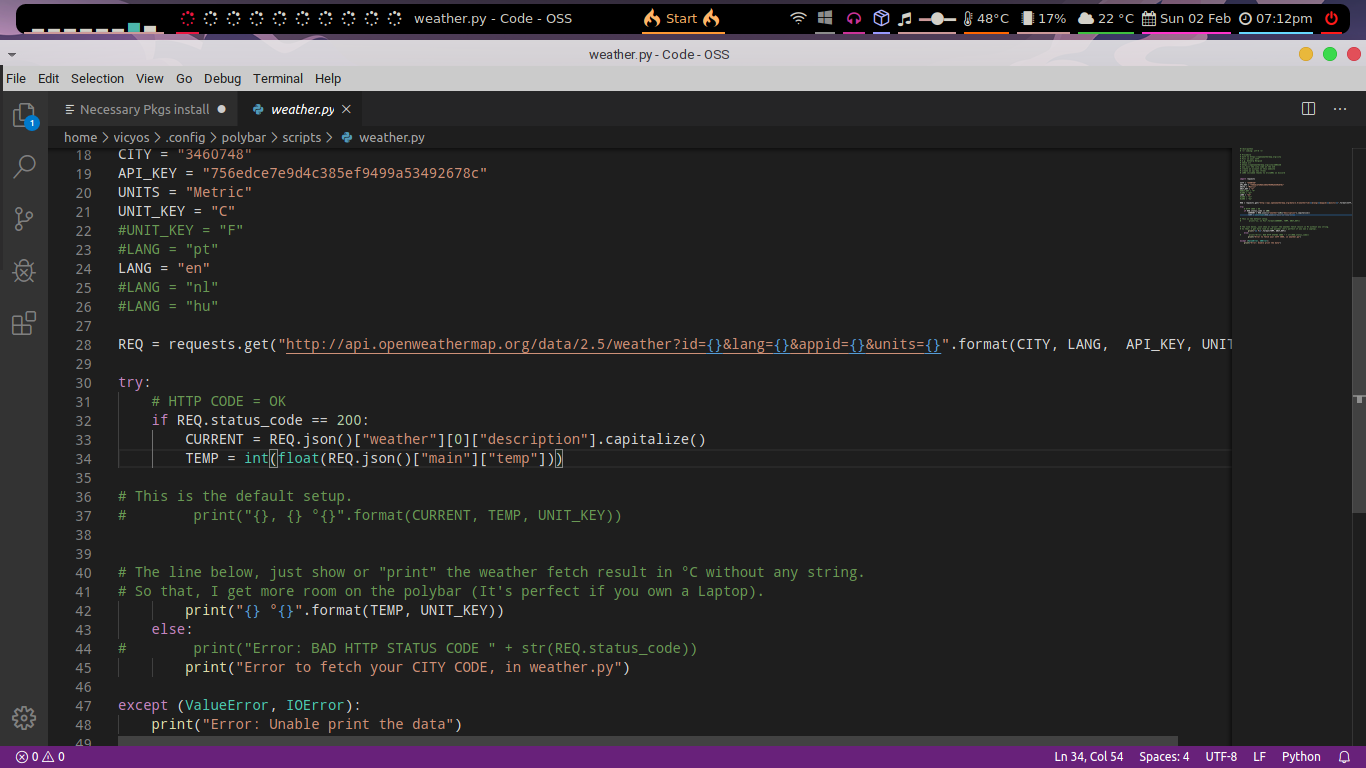 weather.py - Code - OSS
Start
48°C
17%
22 °C
Sun 02 Feb
07:12pm
weather.py - Code - OSS
File Edit Selection View Go Debug Terminal Help
1
Necessary Pkgs install
weather.py
home > vicyos > .config > polybar > scripts > weather.py
18 CITY = "3460748"
19 API_KEY = "756edce7e9d4c385ef9499a53492678c"
20 UNITS = "Metric"
21 UNIT_KEY = "C"
22 #UNIT_KEY = "F"
23 #LANG = "pt"
24 LANG = "en"
25 #LANG = "nl"
26 #LANG = "hu"
27
28 REQ = requests.get("http://api.openweathermap.org/data/2.5/weather?id={}&lang={}&appid={}&units={}".format(CITY, LANG,  API_KEY, UNIT
29
30 try:
31     # HTTP CODE = OK
32     if REQ.status_code == 200:
33         CURRENT = REQ.json()["weather"][0]["description"].capitalize()
34         TEMP = int(float(REQ.json()["main"]["temp"]))
35
36 # This is the default setup.
37 #        print("{}, {} °{}".format(CURRENT, TEMP, UNIT_KEY))
38
39
40 # The line below, just show or "print" the weather fetch result in °C without any string.
41 # So that, I get more room on the polybar (It's perfect if you own a Laptop).
42         print("{} °{}".format(TEMP, UNIT_KEY))
43     else:
44 #        print("Error: BAD HTTP STATUS CODE " + str(REQ.status_code))
45         print("Error to fetch your CITY CODE, in weather.py")
46
47 except (ValueError, IOError):
48     print("Error: Unable print the data")
49
0 0
Ln 34, Col 54 Spaces: 4 UTF-8 LF Python